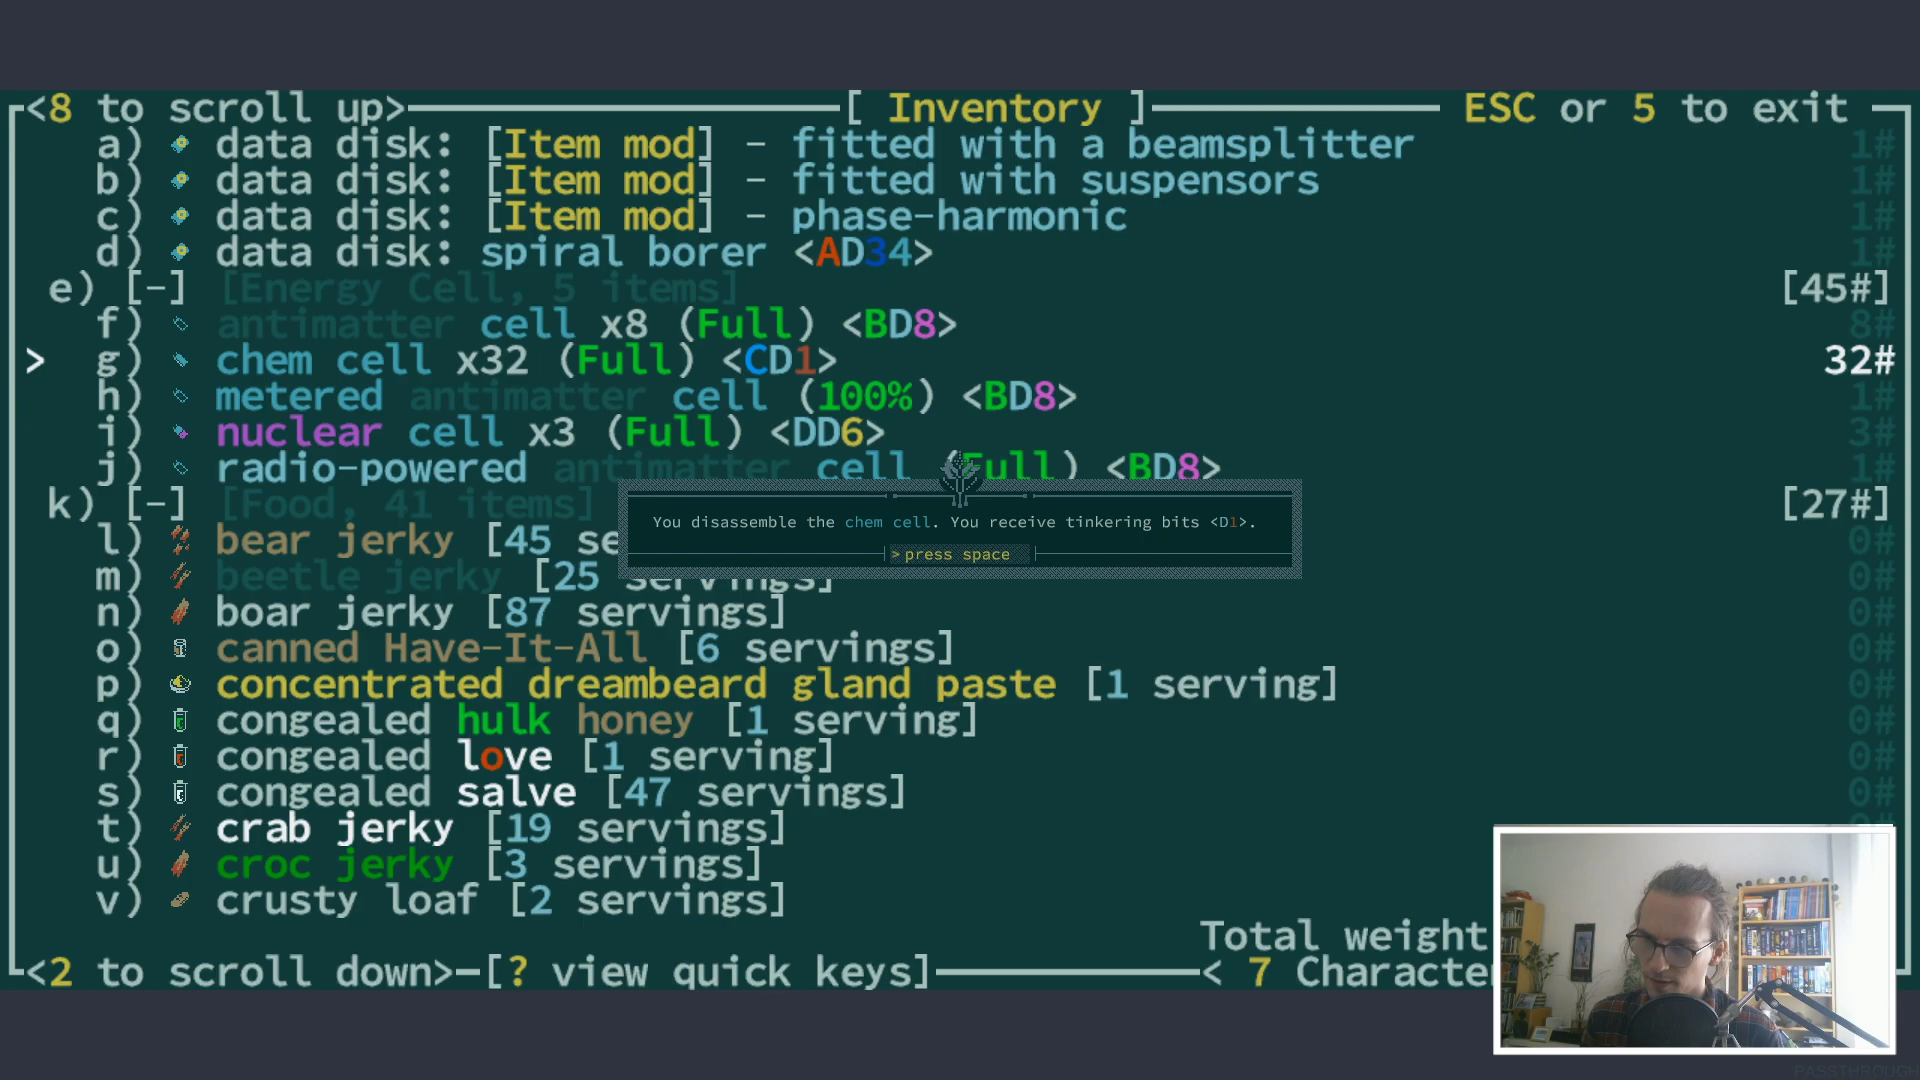 <8 to scroll up> [ Inventory ] ESC or 5 to exit
a) data disk: [Item mod] - fitted with a beamsplitter 1#
b) data disk: [Item mod] - fitted with suspensors 1#
c) data disk: [Item mod] - phase-harmonic 1#
d) data disk: spiral borer <AD34> 1#
e) [-] [Energy Cell, 5 items] [45#]
f) antimatter cell x8 (Full) <BD8> 8#
> g) chem cell x32 (Full) <CD1> 32#
h) metered antimatter cell (100%) <BD8> 1#
i) nuclear cell x3 (Full) <DD6> 3#
j) radio-powered antimatter cell (Full) <BD8> 1#
k) [-] [Food, 41 items] [27#]
You disassemble the chem cell. You receive tinkering bits <D1>.
>press space
l) bear jerky [45 se 0#
m) beetle jerky [25 servings] 0#
n) boar jerky [87 servings] 0#
o) canned Have-It-All [6 servings] 0#
p) concentrated dreambeard gland paste [1 serving] 0#
q) congealed hulk honey [1 serving] 0#
r) congealed love [1 serving] 0#
s) congealed salve [47 servings] 0#
t) crab jerky [19 servings]
u) croc jerky [3 servings]
v) crusty loaf [2 servings]
Total weight
<2 to scroll down> [? view quick keys] < 7 Characte
PASSTHROUGH